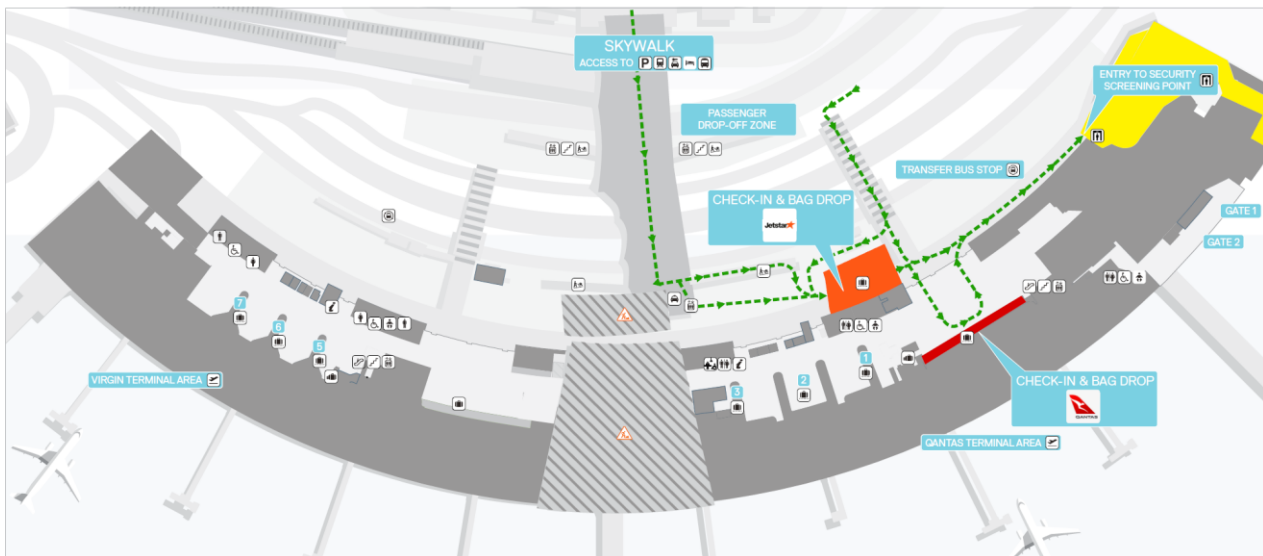 SKYWALK
ACCESS TO P
PASSENGER
DROP-OFF ZONE
ENTRY TO SECURITY
SCREENING POINT
TRANSFER BUS STOP
CHECK-IN & BAG DROP
Jetstar
GATE 1
GATE 2
7
6
5
VIRGIN TERMINAL AREA
3
2
1
CHECK-IN & BAG DROP
QANTAS
QANTAS TERMINAL AREA